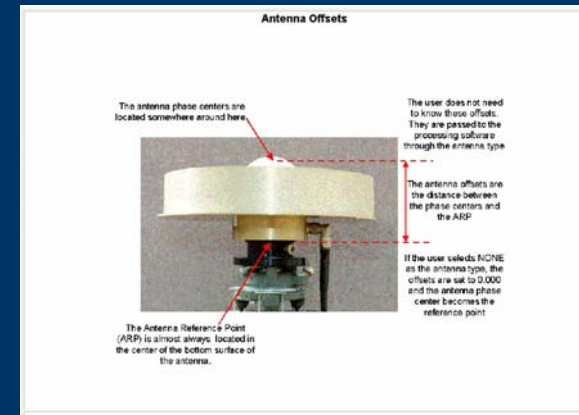 Antenna Offsets
The antenna phase centers are
located somewhere around here
The user does not need
to know these offsets.
They are passed to the
processing software
through the antenna type
The antenna offsets are
the distance between
the phase centers and
the ARP
If the user selects NONE
as the antenna type, the
offsets are set to 0.000
and the antenna phase
center becomes the
reference point
The Antenna Reference Point
(ARP) is almost always located in
the center of the bottom surface of
the antenna.